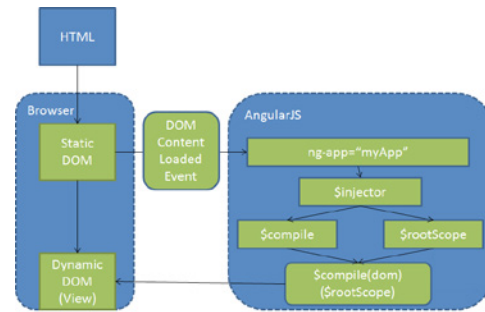 HTML
Browser
Static
DOM
DOM
Content
Loaded
Event
Dynamic
DOM
(View)
AngularJS
ng-app="myApp"
$injector
$compile
$rootScope
$compile(dom)
($rootScope)